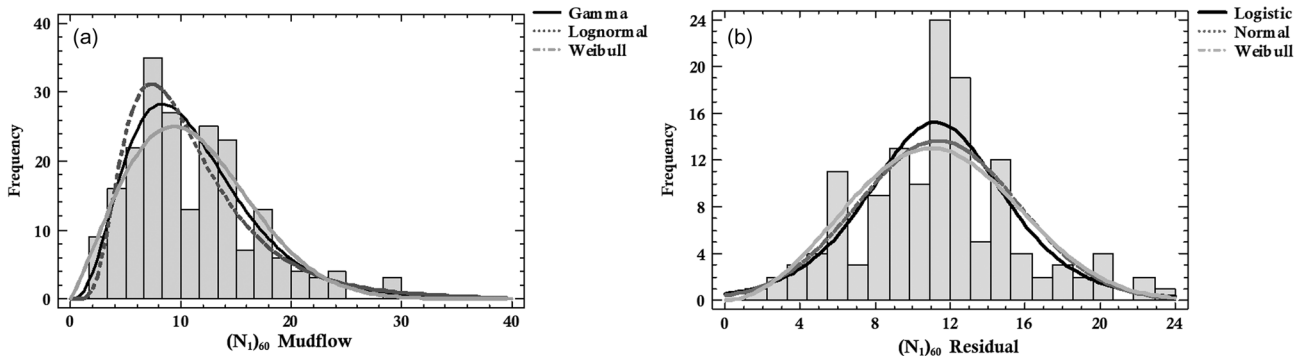 (a)
Gamma
Lognormal
Weibull
Frequency
40
30
20
10
0
0 10 20 30 40
(N₁)₆₀ Mudflow
(b)
Logistic
Normal
Weibull
Frequency
24
20
16
12
8
4
0
0 4 8 12 16 20 24
(N₁)₆₀ Residual